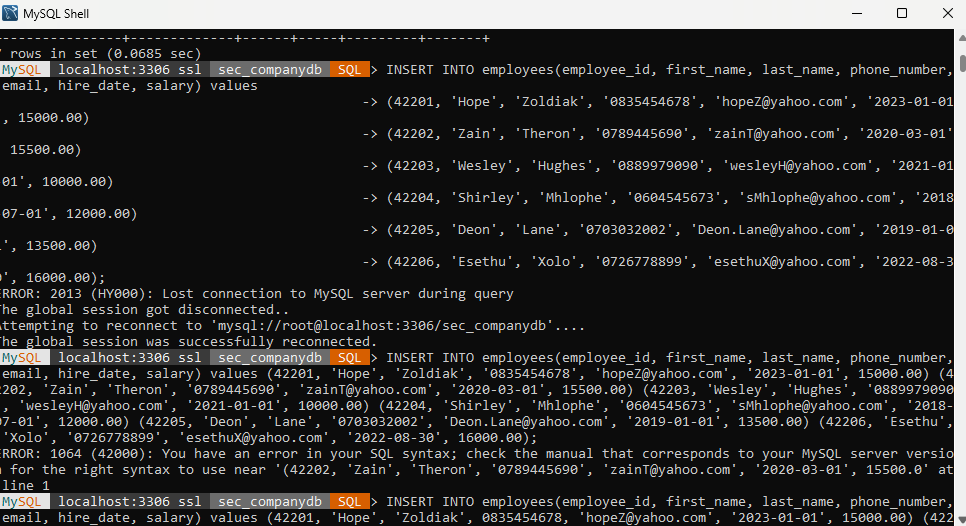 MySQL Shell
----------------+-------------+------+-----+---------+-------+
rows in set (0.0685 sec)
MySQL localhost:3306 ssl sec_companydb SQL > INSERT INTO employees(employee_id, first_name, last_name, phone_number,
email, hire_date, salary) values
-> (42201, 'Hope', 'Zoldiak', '0835454678', 'hopeZ@yahoo.com', '2023-01-01
, 15000.00)
-> (42202, 'Zain', 'Theron', '0789445690', 'zainT@yahoo.com', '2020-03-01'
15500.00)
-> (42203, 'Wesley', 'Hughes', '0889979090', 'wesleyH@yahoo.com', '2021-01
-01', 10000.00)
-> (42204, 'Shirley', 'Mhlophe', '0604545673', 'sMhlophe@yahoo.com', '2018
-07-01', 12000.00)
-> (42205, 'Deon', 'Lane', '0703032002', 'Deon.Lane@yahoo.com', '2019-01-0
', 13500.00)
-> (42206, 'Esethu', 'Xolo', '0726778899', 'esethuX@yahoo.com', '2022-08-3
', 16000.00);
ERROR: 2013 (HY000): Lost connection to MySQL server during query
The global session got disconnected..
Attempting to reconnect to 'mysql://root@localhost:3306/sec_companydb'....
The global session was successfully reconnected.
MySQL localhost:3306 ssl sec_companydb SQL > INSERT INTO employees(employee_id, first_name, last_name, phone_number,
email, hire_date, salary) values (42201, 'Hope', 'Zoldiak', '0835454678', 'hopeZ@yahoo.com', '2023-01-01', 15000.00) (4
2202, 'Zain', 'Theron', '0789445690', 'zainT@yahoo.com', '2020-03-01', 15500.00) (42203, 'Wesley', 'Hughes', '0889979090
', 'wesleyH@yahoo.com', '2021-01-01', 10000.00) (42204, 'Shirley', 'Mhlophe', '0604545673', 'sMhlophe@yahoo.com', '2018-
07-01', 12000.00) (42205, 'Deon', 'Lane', '0703032002', 'Deon.Lane@yahoo.com', '2019-01-01', 13500.00) (42206, 'Esethu',
'Xolo', '0726778899', 'esethuX@yahoo.com', '2022-08-30', 16000.00);
ERROR: 1064 (42000): You have an error in your SQL syntax; check the manual that corresponds to your MySQL server versio
n for the right syntax to use near '(42202, 'Zain', 'Theron', '0789445690', 'zainT@yahoo.com', '2020-03-01', 15500.0' at
line 1
MySQL localhost:3306 ssl sec_companydb SQL > INSERT INTO employees(employee_id, first_name, last_name, phone_number,
email, hire_date, salary) values (42201, 'Hope', 'Zoldiak', 0835454678, 'hopeZ@yahoo.com', '2023-01-01', 15000.00) (422